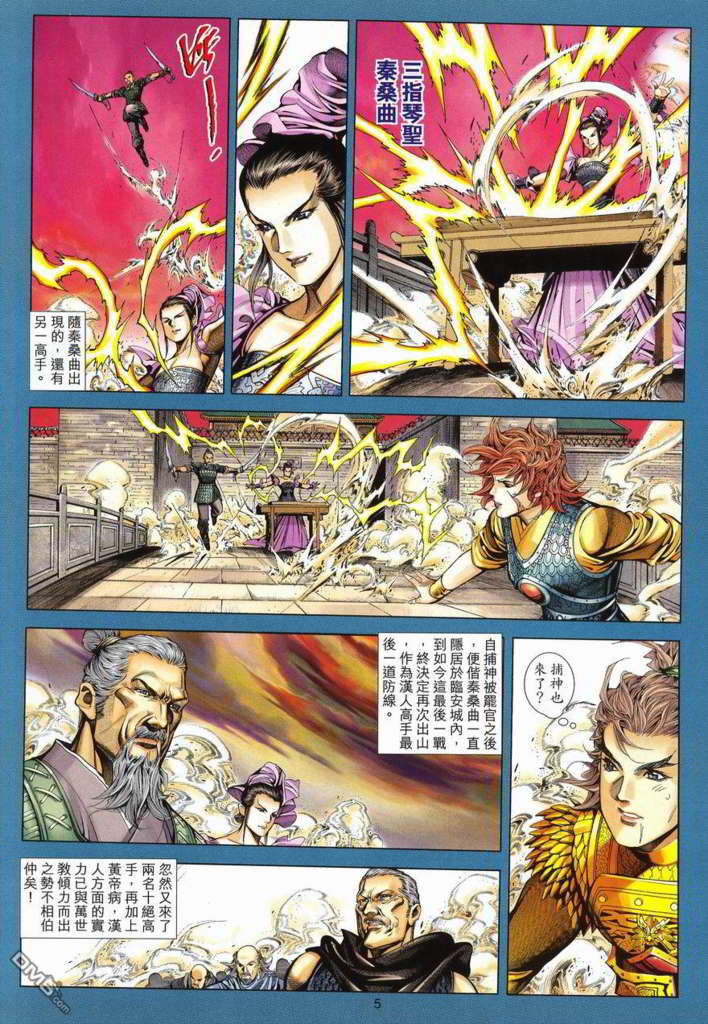 三指琴聖
秦桑曲
咚
！
隨秦桑曲出
現的，還有
另一高手。
自捕神被罷官之後
，便偕秦桑曲一直
隱居於臨安城內，
到如今這最後一戰
，終決定再次出山
，作為漢人高手最
後一道防線。
捕神也
來了？
忽然又來了
兩名十絕高
手，再加上
黃帝病，漢
人方面的實
力已與萬世
教傾力而出
之勢不相伯
仲矣！
5
DM5
.com